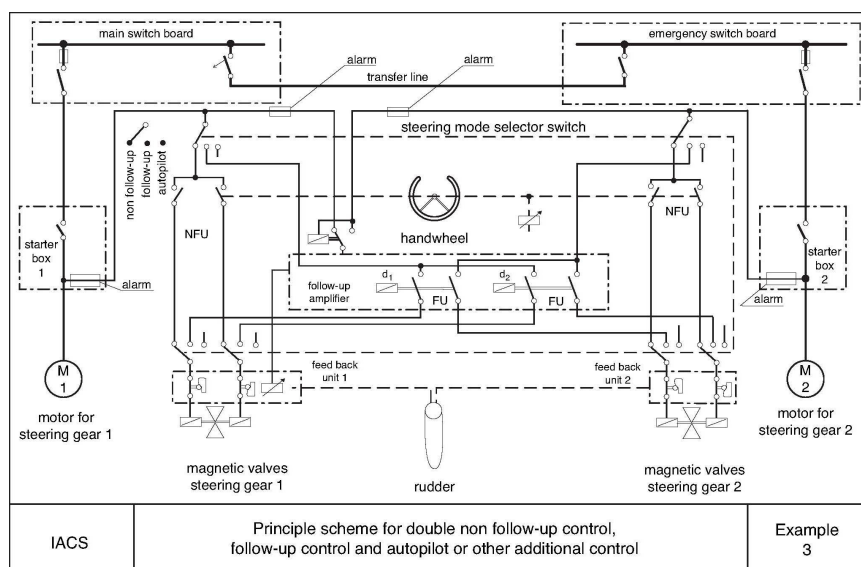 main switch board
emergency switch board
alarm
alarm
transfer line
steering mode selector switch
non follow-up
follow-up
autopilot
NFU
NFU
handwheel
starter
box
1
starter
box
2
alarm
alarm
follow-up
amplifier
d1
FU
d2
FU
M
1
M
2
feed back
unit 1
feed back
unit 2
motor for
steering gear 1
motor for
steering gear 2
magnetic valves
steering gear 1
rudder
magnetic valves
steering gear 2
IACS
Principle scheme for double non follow-up control,
follow-up control and autopilot or other additional control
Example
3